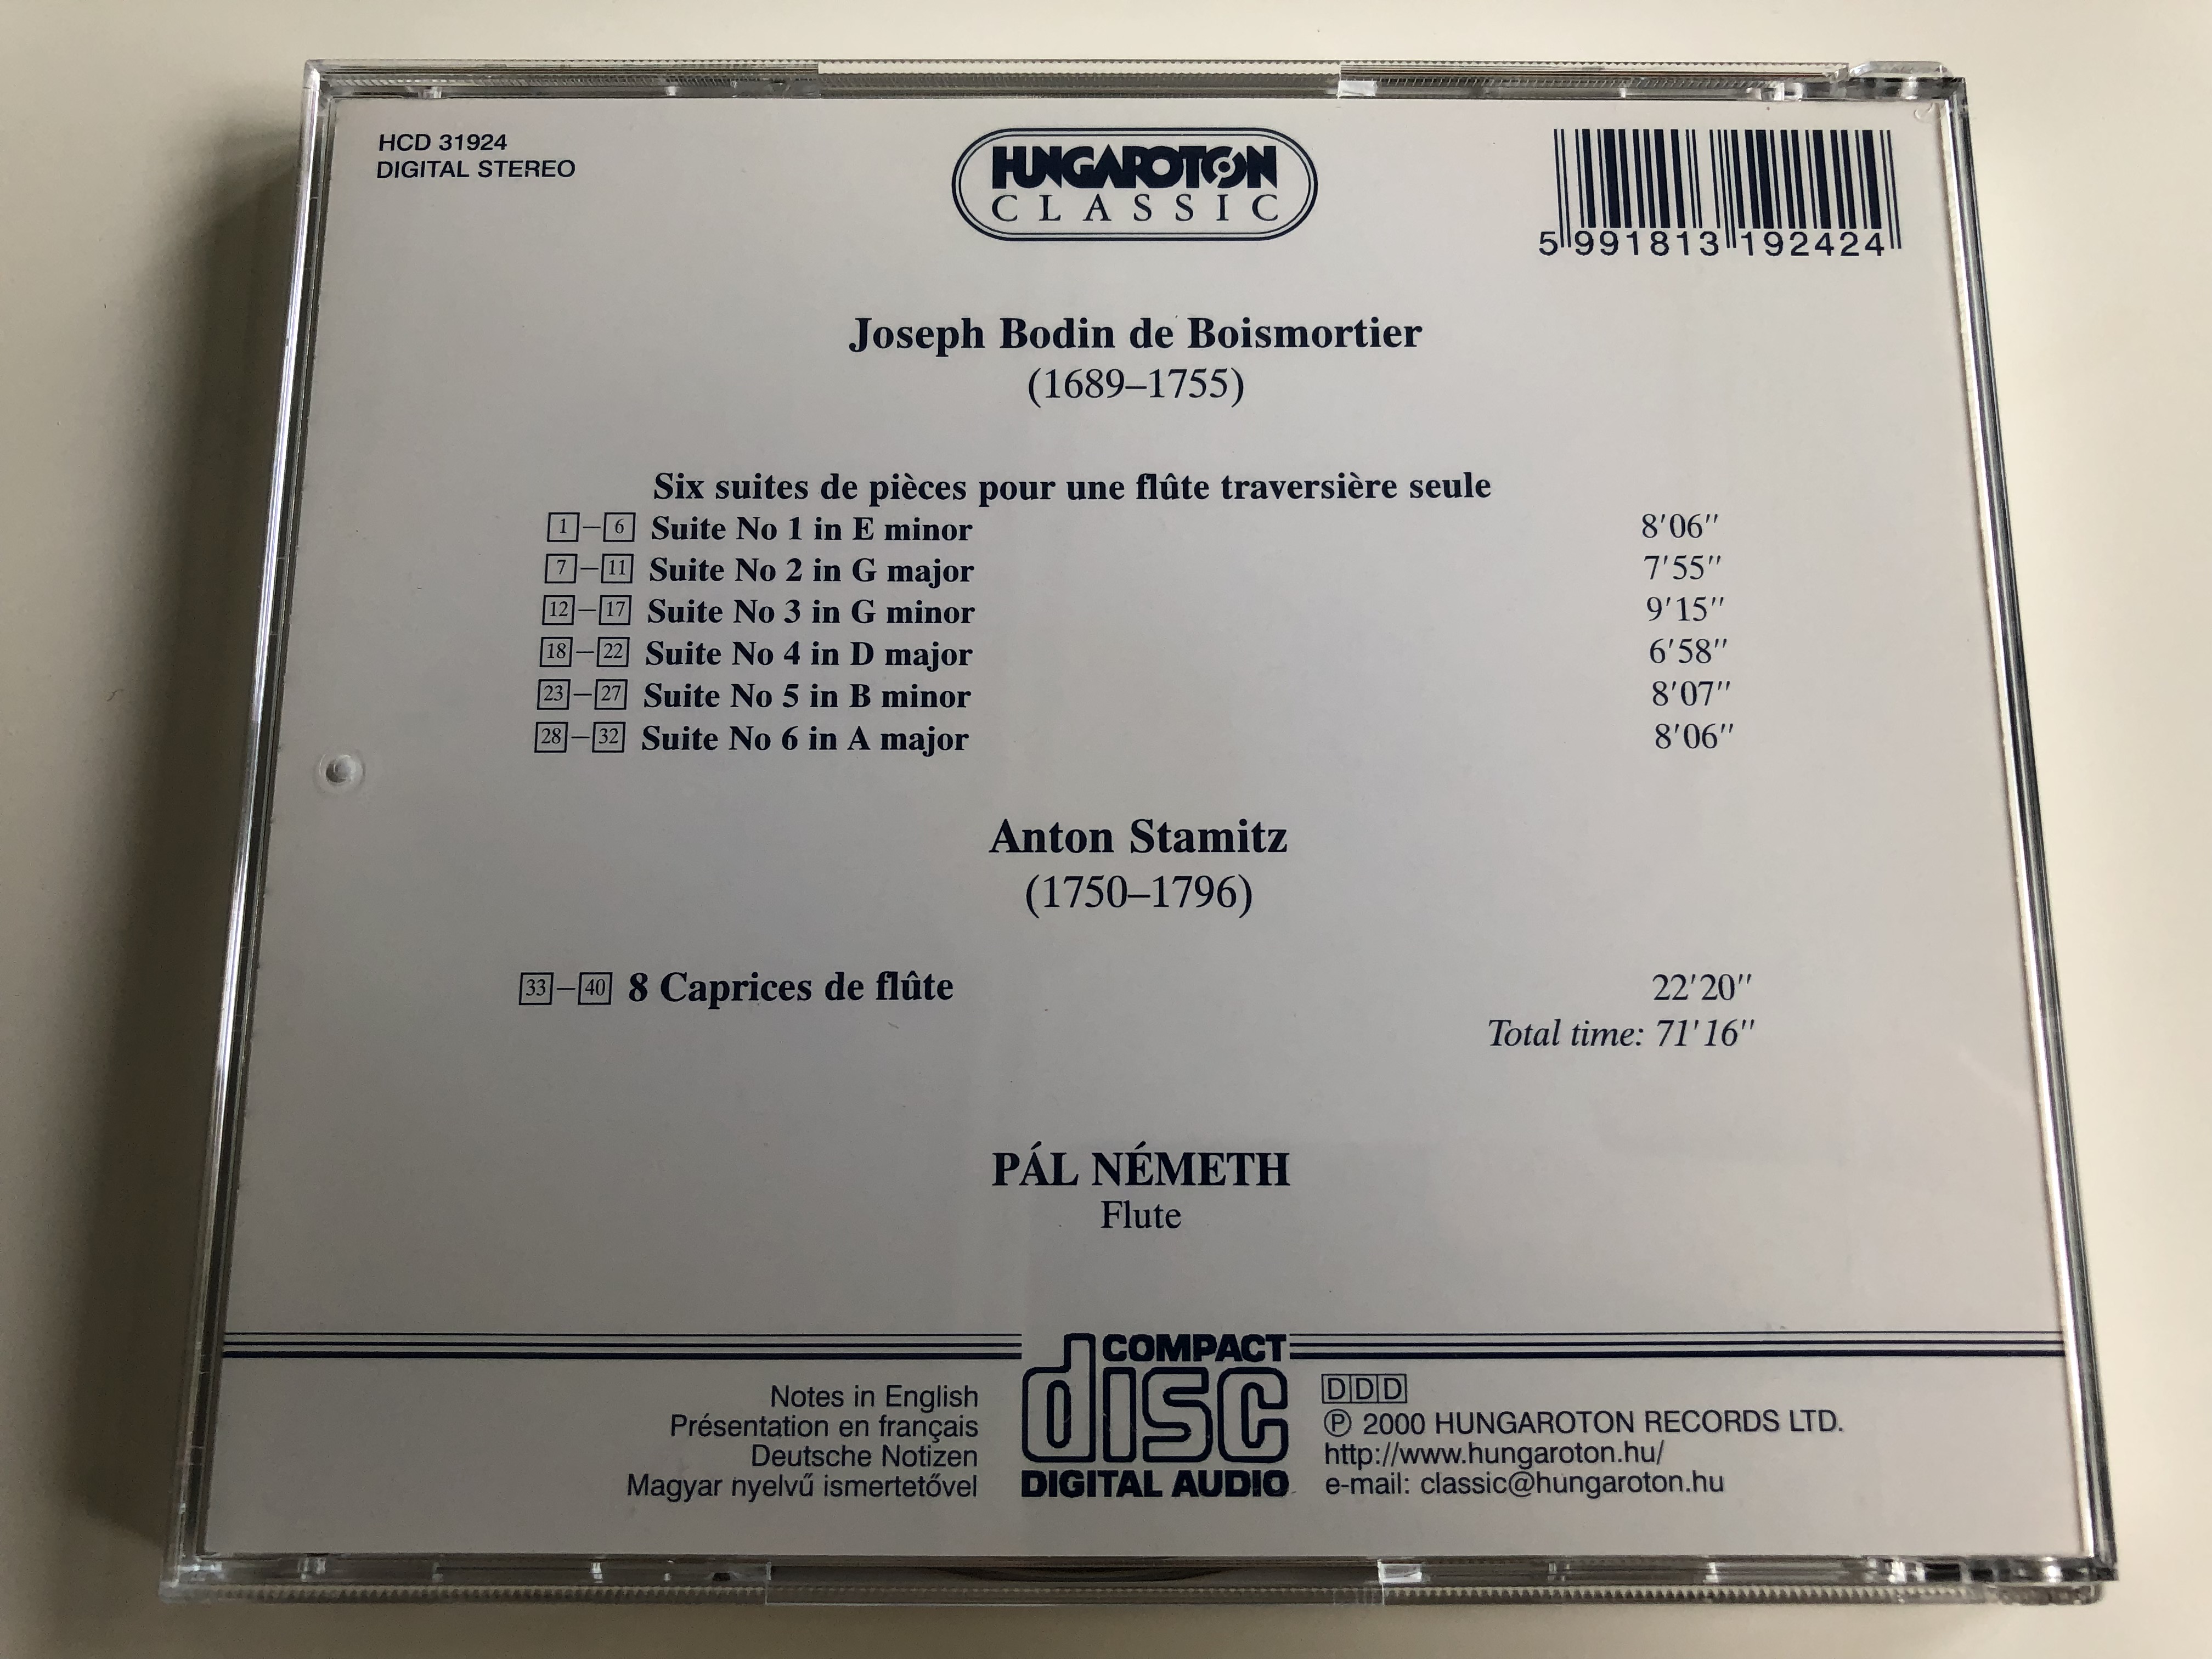 HCD 31924
DIGITAL STEREO
HUNGAROTON
CLASSIC
5 991813 192424
Joseph Bodin de Boismortier
(1689–1755)
Six suites de pièces pour une flûte traversière seule
1–6 Suite No 1 in E minor 8'06"
7–11 Suite No 2 in G major 7'55"
12–17 Suite No 3 in G minor 9'15"
18–22 Suite No 4 in D major 6'58"
23–27 Suite No 5 in B minor 8'07"
28–32 Suite No 6 in A major 8'06"
Anton Stamitz
(1750–1796)
33–40 8 Caprices de flûte 22'20"
Total time: 71'16"
PÁL NÉMETH
Flute
Notes in English
Présentation en français
Deutsche Notizen
Magyar nyelvű ismertetővel
COMPACT
disc
DIGITAL AUDIO
DDD
℗ 2000 HUNGAROTON RECORDS LTD.
http://www.hungaroton.hu/
e-mail: classic@hungaroton.hu